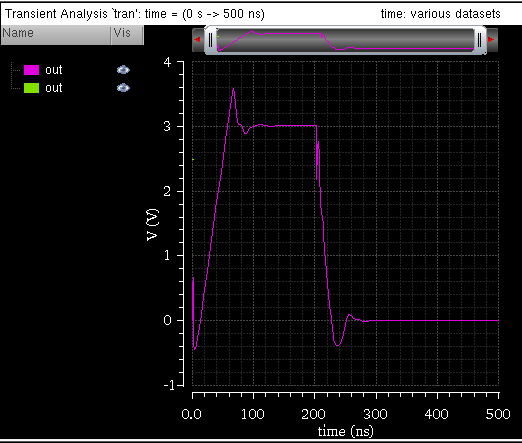 Transient Analysis `tran': time = (0 s -> 500 ns) time: various datasets
Name Vis
out
out
4
3
2
1
0
-1
V (V)
0.0 100 200 300 400 500
time (ns)